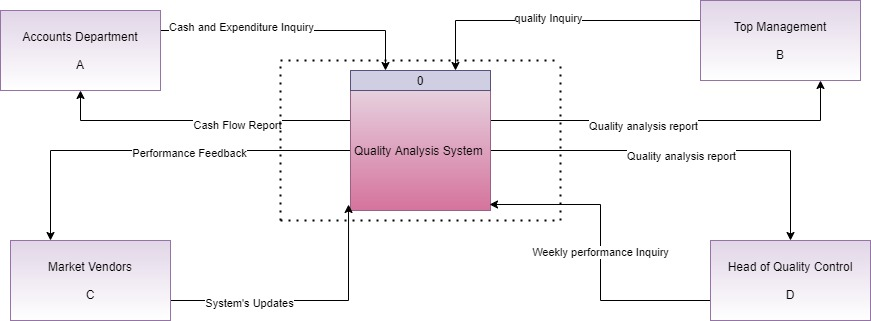 quality Inquiry
Top Management
B
Cash and Expenditure Inquiry
Accounts Department
A
0
Cash Flow Report
Quality analysis report
Performance Feedback
Quality Analysis System
Quality analysis report
Weekly performance Inquiry
Market Vendors
C
Head of Quality Control
D
System's Updates